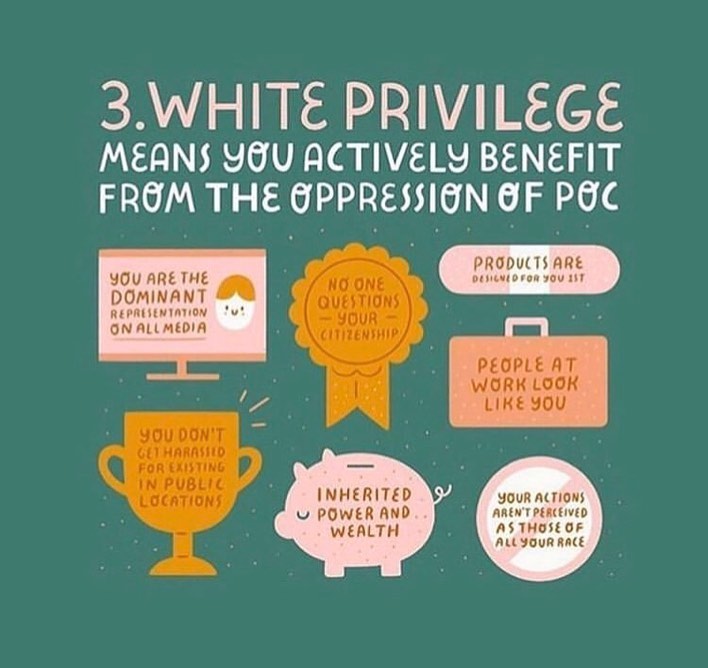 3. WHITE PRIVILEGE
MEANS YOU ACTIVELY BENEFIT
FROM THE OPPRESSION OF POC
YOU ARE THE
DOMINANT
REPRESENTATION
ON ALL MEDIA
NO ONE
QUESTIONS
– YOUR –
CITIZENSHIP
PRODUCTS ARE
DESIGNED FOR YOU 1ST
PEOPLE AT
WORK LOOK
LIKE YOU
YOU DON'T
GET HARASSED
FOR EXISTING
IN PUBLIC
LOCATIONS
INHERITED
POWER AND
WEALTH
YOUR ACTIONS
AREN'T PERCEIVED
AS THOSE OF
ALL YOUR RACE